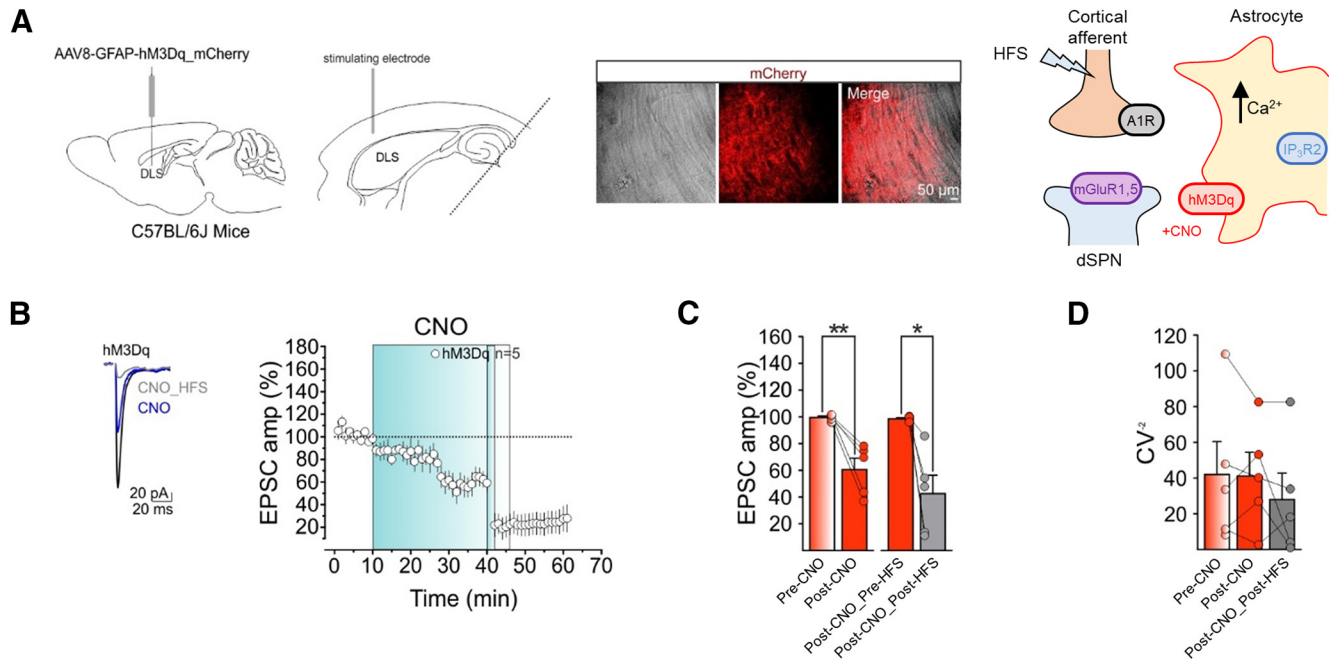 A
AAV8-GFAP-hM3Dq_mCherry
DLS
C57BL/6J Mice
stimulating electrode
DLS
mCherry
Merge
50 µm
Cortical
afferent
Astrocyte
HFS
A1R
Ca²⁺
IP₃R2
mGluR1,5
hM3Dq
+CNO
dSPN
B
hM3Dq
CNO_HFS
CNO
20 pA
20 ms
CNO
hM3Dq n=5
EPSC amp (%)
180
160
140
120
100
80
60
40
20
0 10 20 30 40 50 60 70
Time (min)
C
** *
EPSC amp (%)
160
140
120
100
80
60
40
20
Pre-CNO
Post-CNO
Post-CNO_Pre-HFS
Post-CNO_Post-HFS
D
CV⁻²
120
100
80
60
40
20
0
Pre-CNO
Post-CNO
Post-CNO_Post-HFS